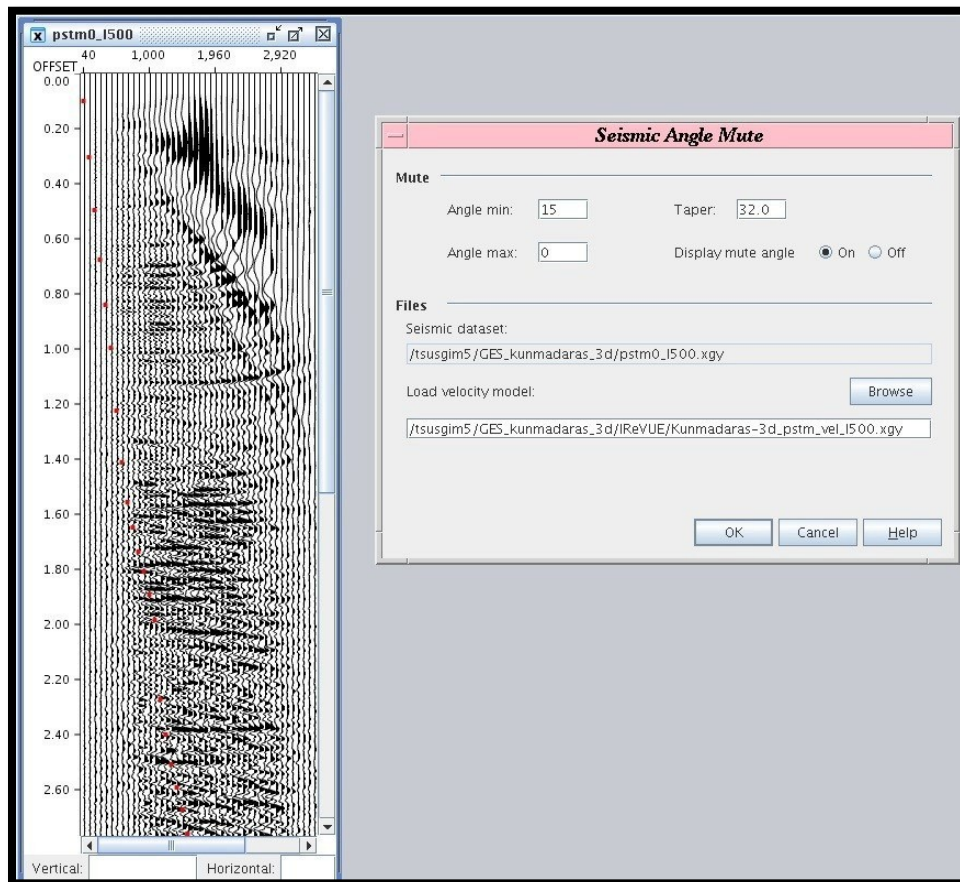 pstm0_l500
40 1,000 1,960 2,920
OFFSET
0.00
0.20
0.40
0.60
0.80
1.00
1.20
1.40
1.60
1.80
2.00
2.20
2.40
2.60
Vertical: Horizontal:
Seismic Angle Mute
Mute
Angle min: 15 Taper: 32.0
Angle max: 0 Display mute angle On Off
Files
Seismic dataset:
/tsusgim5/GES_kunmadaras_3d/pstm0_l500.xgy
Load velocity model: Browse
/tsusgim5/GES_kunmadaras_3d/IReVUE/Kunmadaras-3d_pstm_vel_l500.xgy
OK Cancel Help